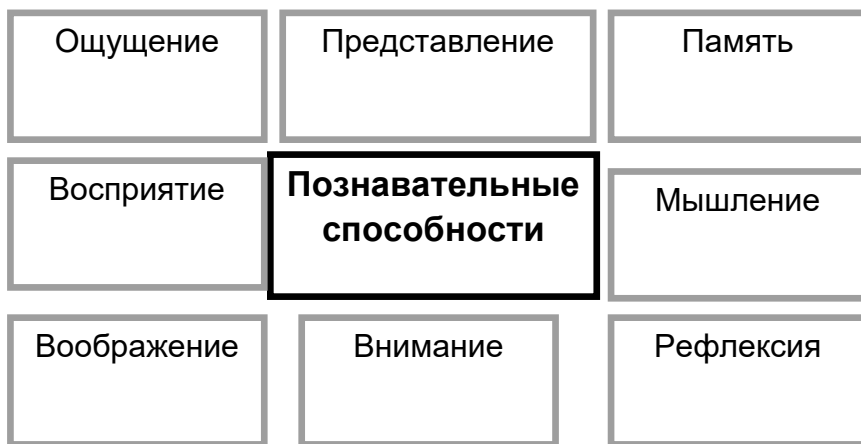 Ощущение
Представление
Память
Восприятие
Познавательные
способности
Мышление
Воображение
Внимание
Рефлексия